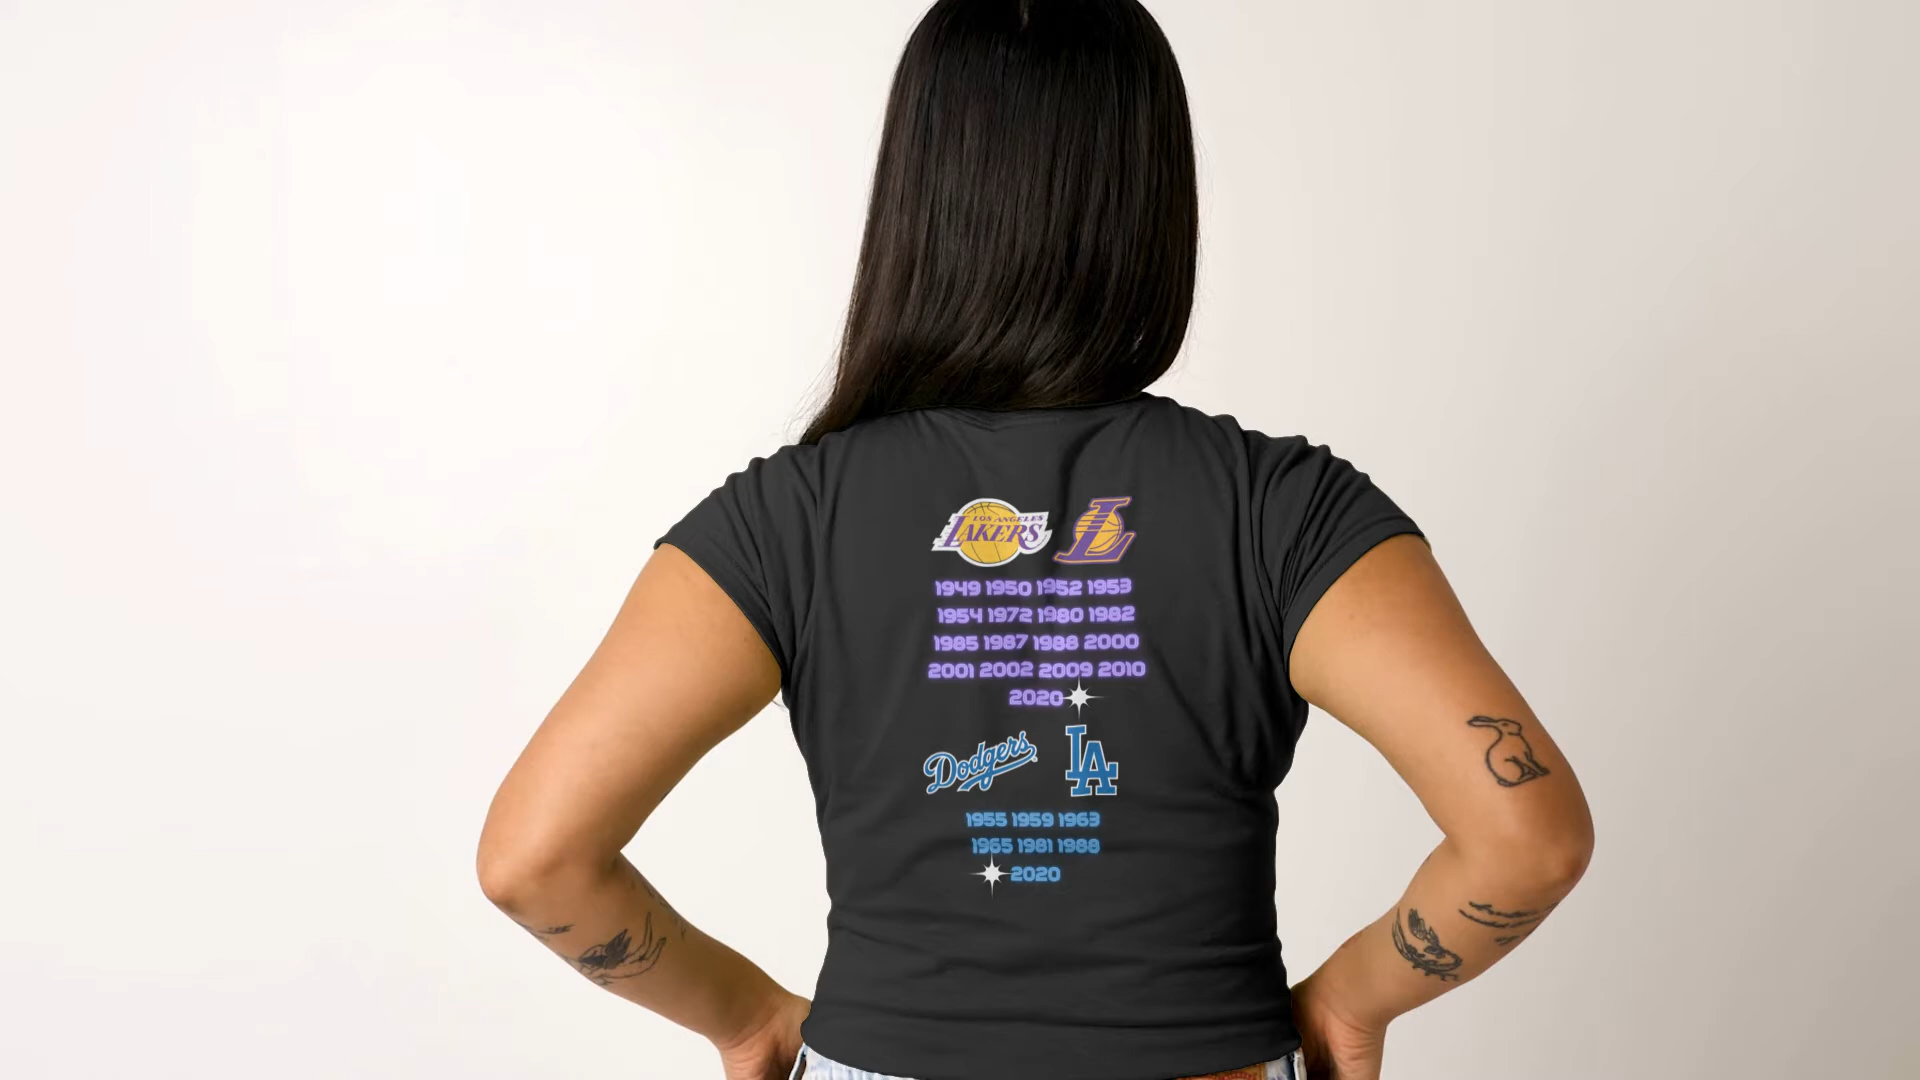 LOS ANGELES
LAKERS L
1949 1950 1952 1953
1954 1972 1980 1982
1985 1987 1988 2000
2001 2002 2009 2010
2020
Dodgers LA
1955 1959 1963
1965 1981 1988
2020